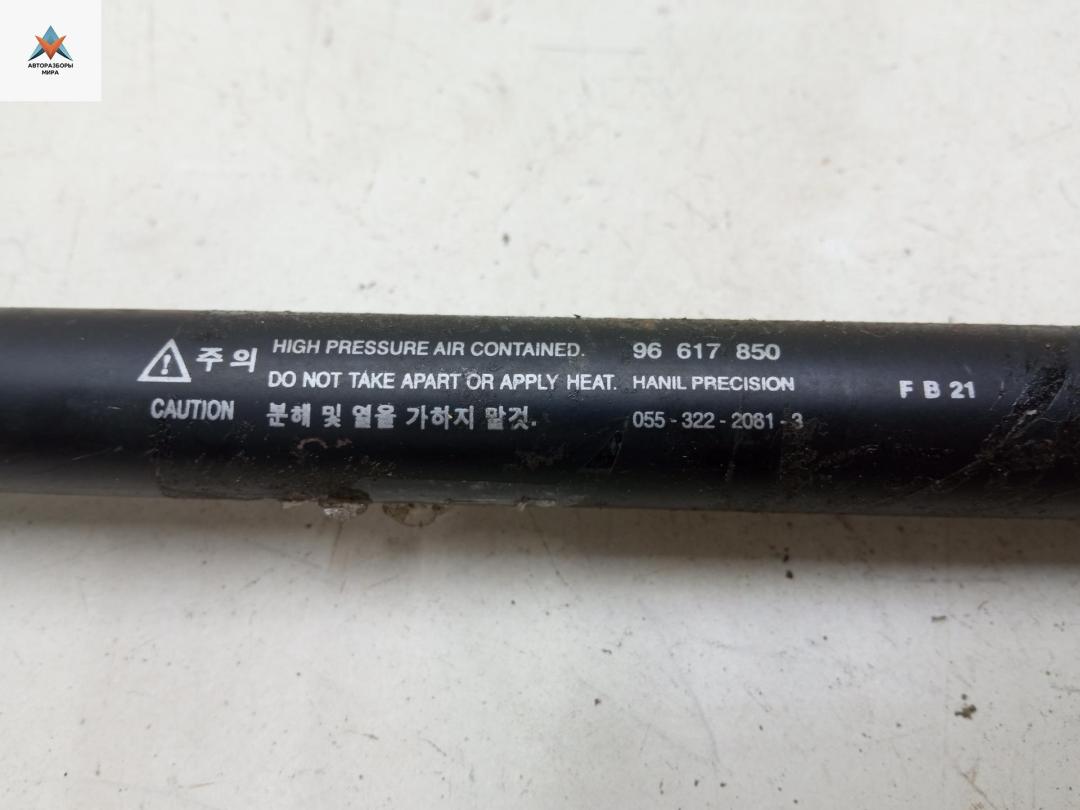 АВТОРАЗБОРЫ
МИРА
주의
CAUTION
HIGH PRESSURE AIR CONTAINED.
DO NOT TAKE APART OR APPLY HEAT.
분해 및 열을 가하지 말것.
96 617 850
HANIL PRECISION
055-322-2081-3
F B 21